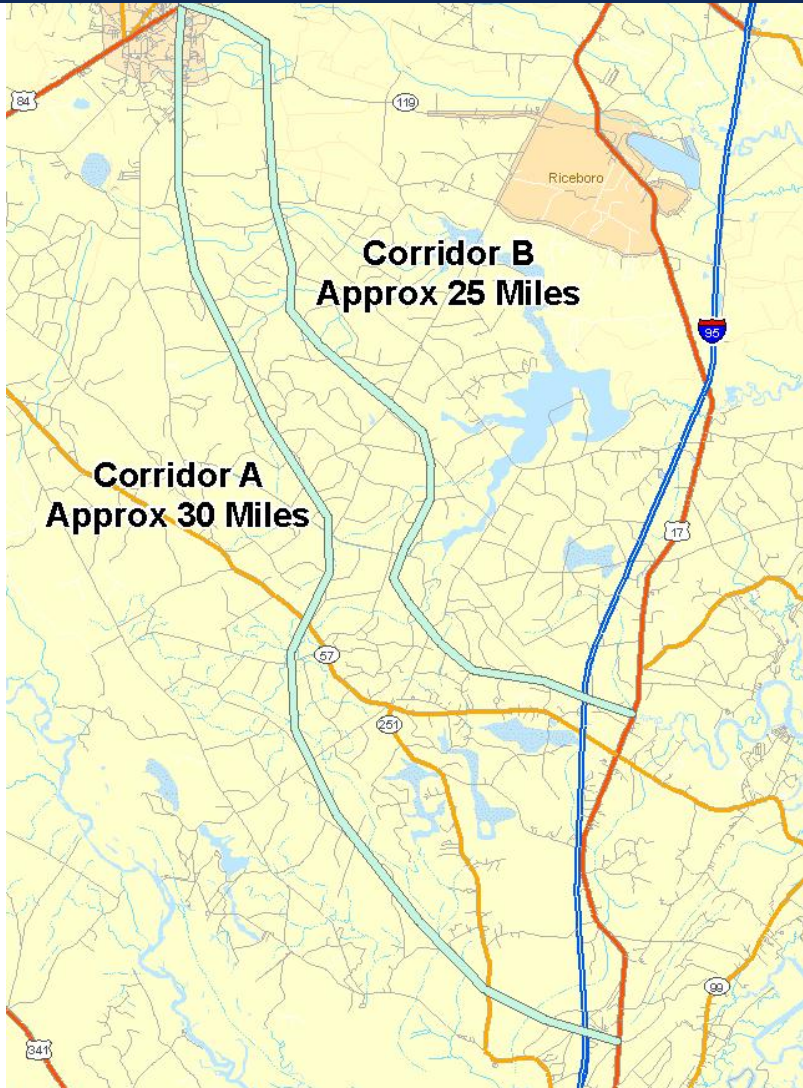 84
119
Riceboro
Corridor B
Approx 25 Miles
95
Corridor A
Approx 30 Miles
17
57
251
99
341